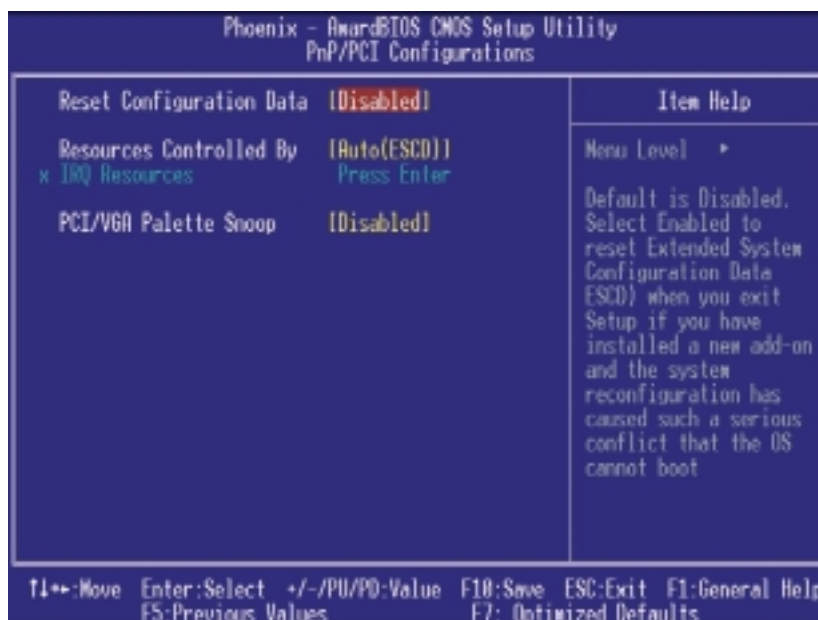 Phoenix - AwardBIOS CMOS Setup Utility
PnP/PCI Configurations
Reset Configuration Data [Disabled]
Resources Controlled By [Auto(ESCD)]
x IRQ Resources Press Enter
PCI/VGA Palette Snoop [Disabled]
Item Help
Menu Level ►
Default is Disabled.
Select Enabled to
reset Extended System
Configuration Data
ESCD) when you exit
Setup if you have
installed a new add-on
and the system
reconfiguration has
caused such a serious
conflict that the OS
cannot boot
↑↓→←:Move Enter:Select +/-/PU/PD:Value F10:Save ESC:Exit F1:General Help
F5:Previous Values F7: Optimized Defaults